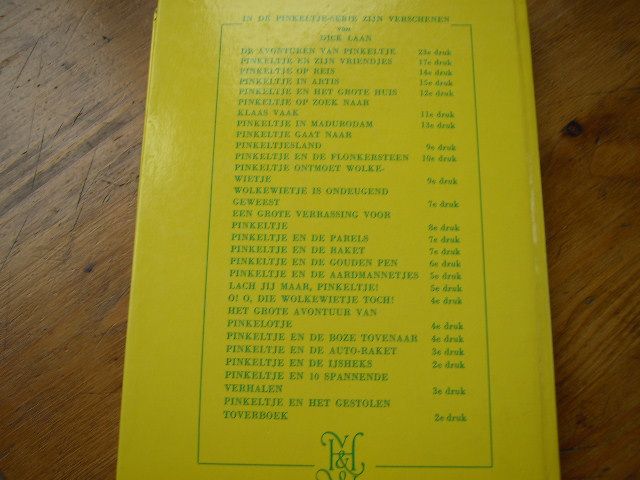 IN DE PINKELTJE-SERIE ZIJN VERSCHENEN
van
DICK LAAN
DE AVONTUREN VAN PINKELTJE 23e druk
PINKELTJE EN ZIJN VRIENDJES 17e druk
PINKELTJE OP REIS 14e druk
PINKELTJE IN ARTIS 15e druk
PINKELTJE EN HET GROTE HUIS 12e druk
PINKELTJE OP ZOEK NAAR
KLAAS VAAK 11e druk
PINKELTJE IN MADURODAM 13e druk
PINKELTJE GAAT NAAR
PINKELTJESLAND 9e druk
PINKELTJE EN DE FLONKERSTEEN 10e druk
PINKELTJE ONTMOET WOLKE-
WIETJE 9e druk
WOLKEWIETJE IS ONDEUGEND
GEWEEST 7e druk
EEN GROTE VERRASSING VOOR
PINKELTJE 8e druk
PINKELTJE EN DE PARELS 7e druk
PINKELTJE EN DE RAKET 7e druk
PINKELTJE EN DE GOUDEN PEN 6e druk
PINKELTJE EN DE AARDMANNETJES 5e druk
LACH JIJ MAAR, PINKELTJE! 5e druk
O! O, DIE WOLKEWIETJE TOCH! 4e druk
HET GROTE AVONTUUR VAN
PINKELOTJE 4e druk
PINKELTJE EN DE BOZE TOVENAAR 4e druk
PINKELTJE EN DE AUTO-RAKET 3e druk
PINKELTJE EN DE IJSHEKS 2e druk
PINKELTJE EN 10 SPANNENDE
VERHALEN 3e druk
PINKELTJE EN HET GESTOLEN
TOVERBOEK 2e druk